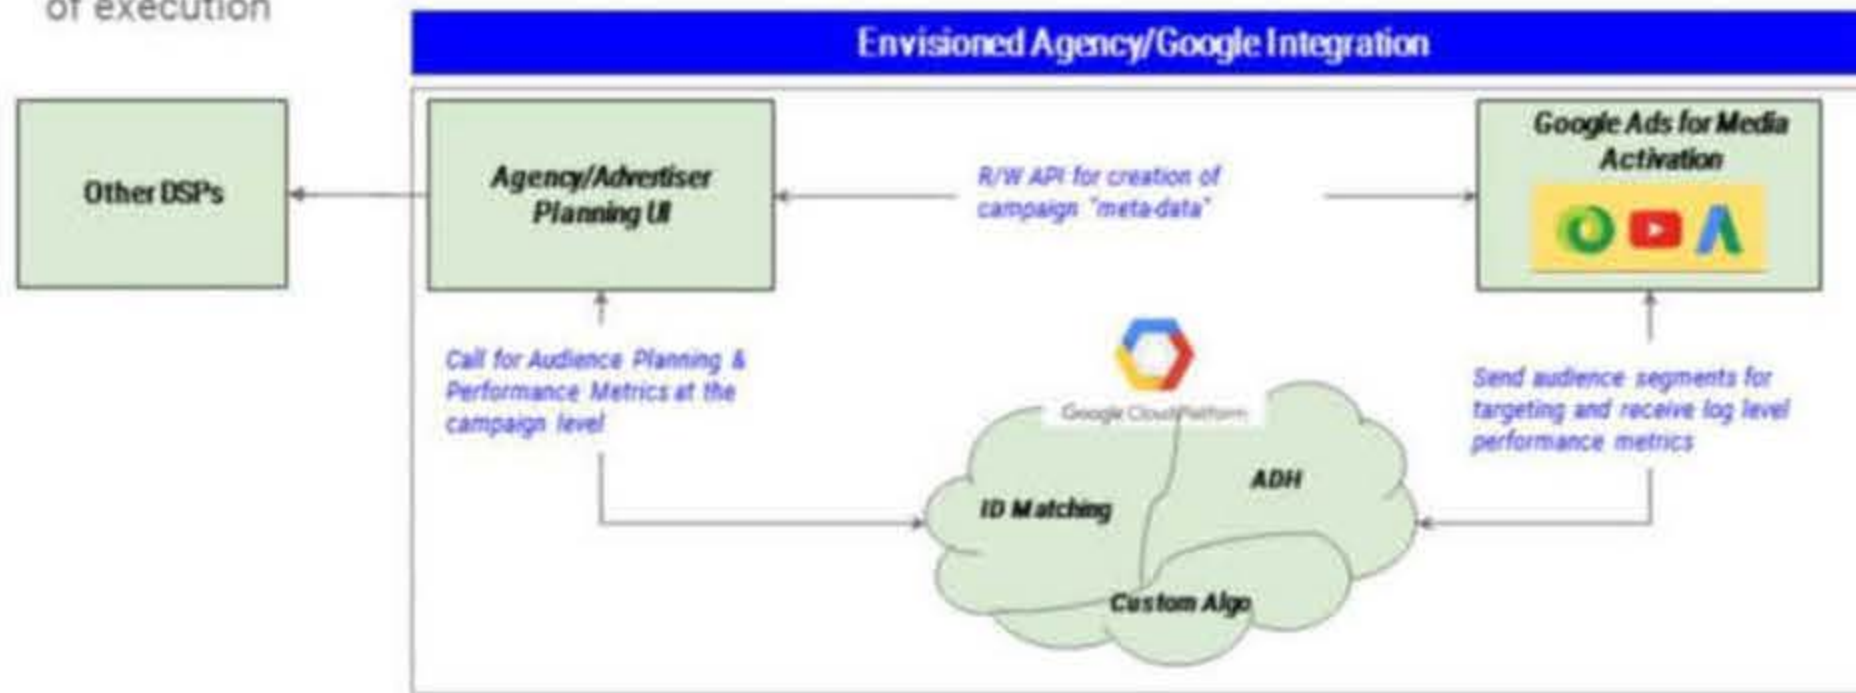 of execution
Envisioned Agency/Google Integration
Other DSPs
Agency/Advertiser
Planning UI
R/W API for creation of
campaign "meta-data"
Google Ads for Media
Activation
Call for Audience Planning &
Performance Metrics at the
campaign level
Google Cloud Platform
Send audience segments for
targeting and receive log level
performance metrics
ID Matching
ADH
Custom Algo